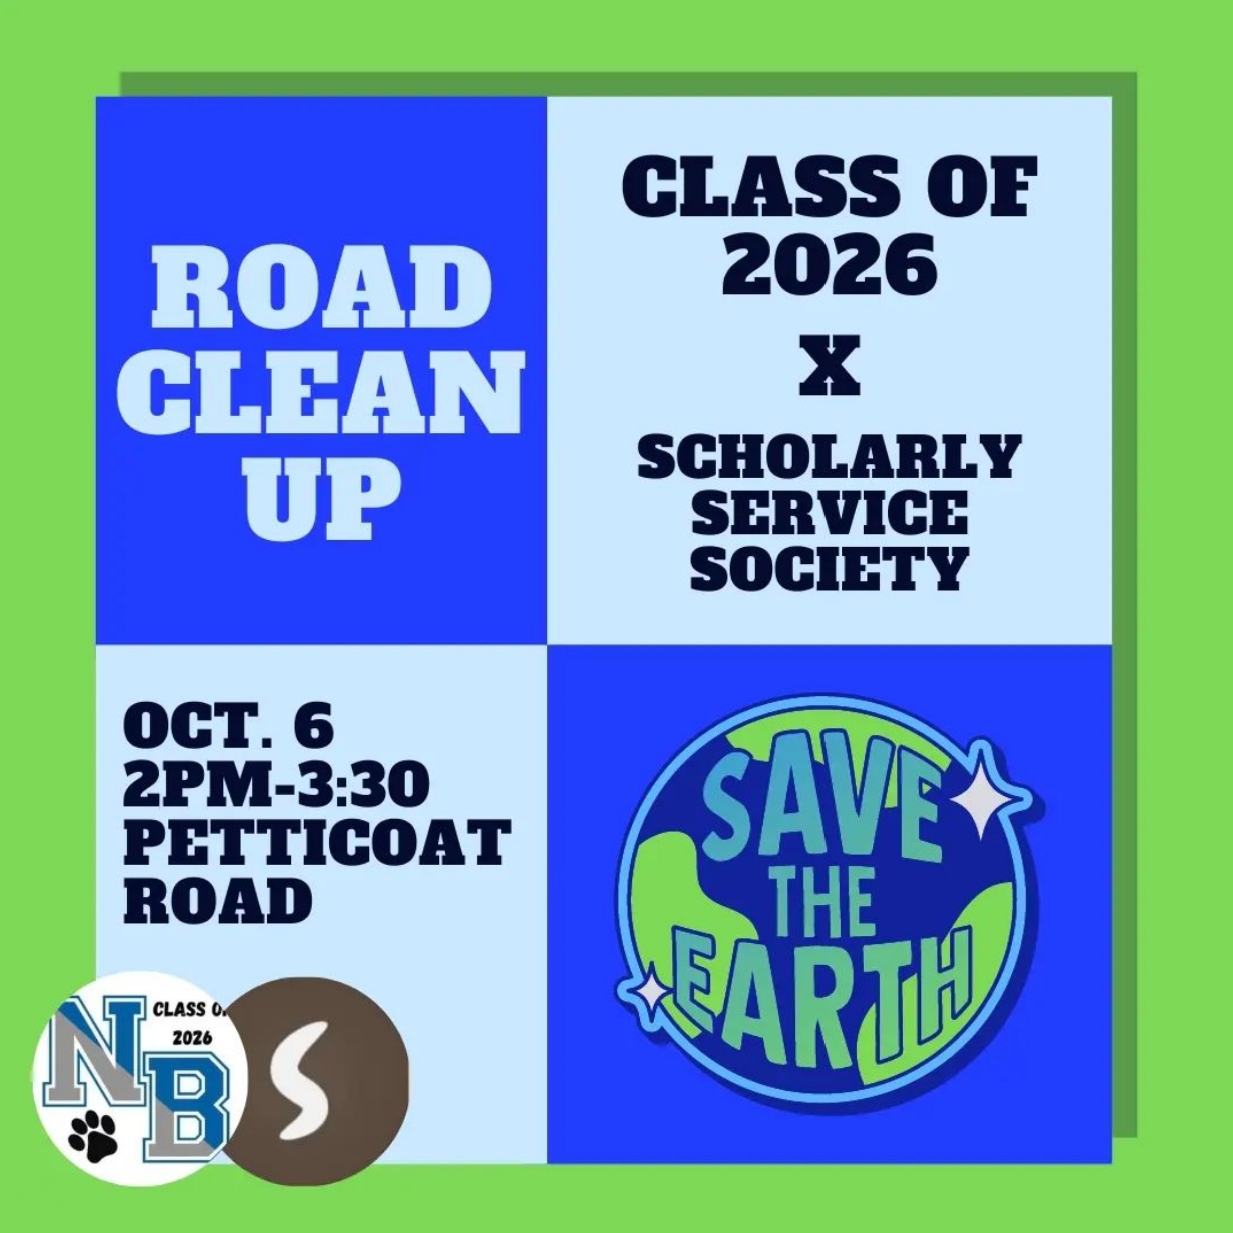 ROAD
CLEAN
UP
CLASS OF
2026
X
SCHOLARLY
SERVICE
SOCIETY
OCT. 6
2PM-3:30
PETTICOAT
ROAD
SAVE
THE
EARTH
CLASS O
2026
NB
S